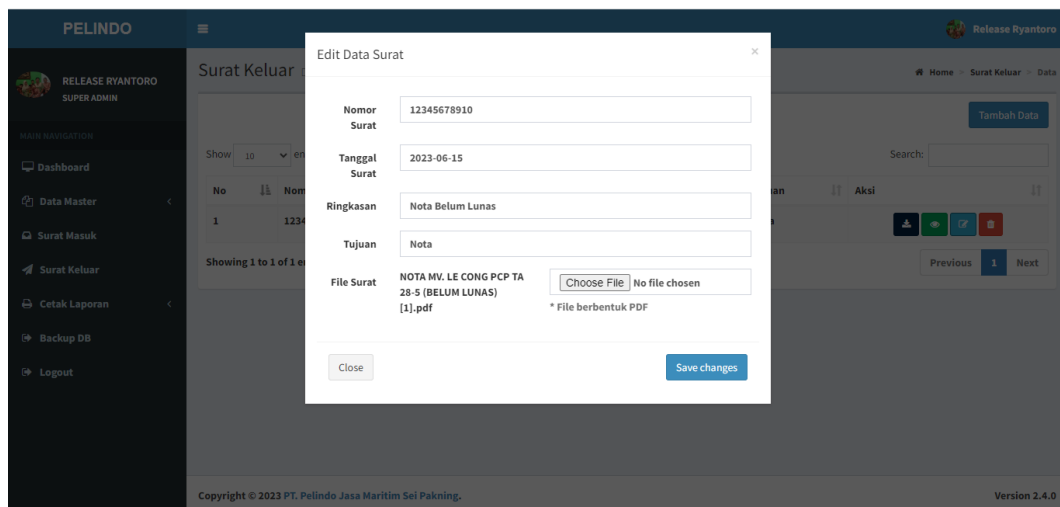 PELINDO
Release Ryantoro
RELEASE RYANTORO
SUPER ADMIN
MAIN NAVIGATION
Dashboard
Data Master
Surat Masuk
Surat Keluar
Cetak Laporan
Backup DB
Logout
Surat Keluar
Home > Surat Keluar > Data
Tambah Data
Show 10
Search:
No
Aksi
1
Showing 1 to 1 of 1
Previous 1 Next
Edit Data Surat
×
Nomor Surat
12345678910
Tanggal Surat
2023-06-15
Ringkasan
Nota Belum Lunas
Tujuan
Nota
File Surat
NOTA MV. LE CONG PCP TA
28-5 (BELUM LUNAS)
[1].pdf
Choose File No file chosen
* File berbentuk PDF
Close
Save changes
Copyright © 2023 PT. Pelindo Jasa Maritim Sei Pakning.
Version 2.4.0